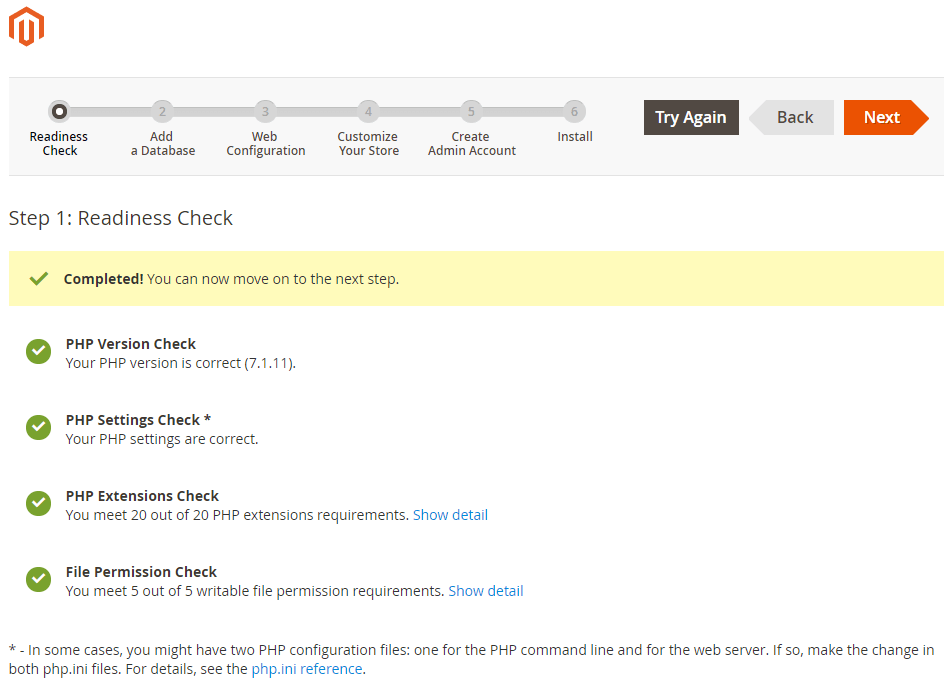 2 3 4 5 6
Readiness Check
Add a Database
Web Configuration
Customize Your Store
Create Admin Account
Install
Try Again
Back
Next
Step 1: Readiness Check
Completed! You can now move on to the next step.
PHP Version Check
Your PHP version is correct (7.1.11).
PHP Settings Check *
Your PHP settings are correct.
PHP Extensions Check
You meet 20 out of 20 PHP extensions requirements. Show detail
File Permission Check
You meet 5 out of 5 writable file permission requirements. Show detail
* - In some cases, you might have two PHP configuration files: one for the PHP command line and for the web server. If so, make the change in
both php.ini files. For details, see the php.ini reference.